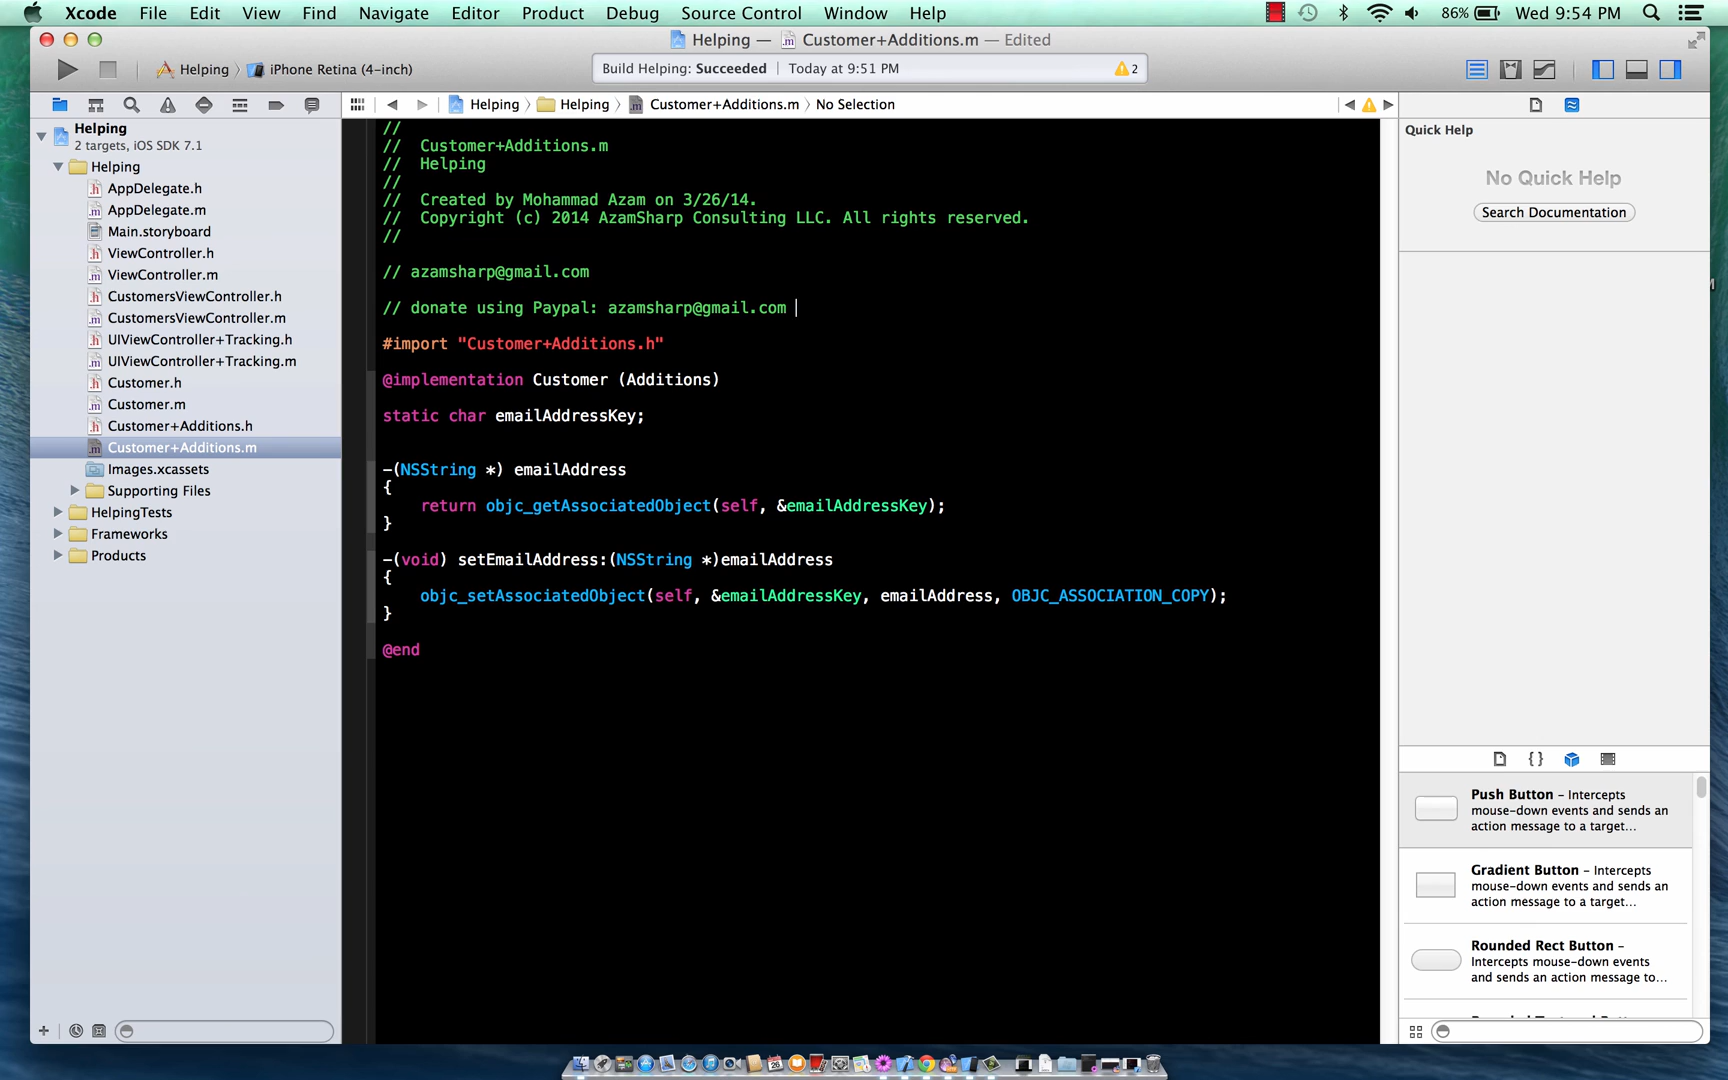 Xcode File Edit View Find Navigate Editor Product Debug Source Control Window Help 86% Wed 9:54 PM
Helping — Customer+Additions.m — Edited
Helping iPhone Retina (4-inch) Build Helping: Succeeded Today at 9:51 PM 2
Helping Helping Customer+Additions.m No Selection
Helping
2 targets, iOS SDK 7.1
Helping
AppDelegate.h
AppDelegate.m
Main.storyboard
ViewController.h
ViewController.m
CustomersViewController.h
CustomersViewController.m
UIViewController+Tracking.h
UIViewController+Tracking.m
Customer.h
Customer.m
Customer+Additions.h
Customer+Additions.m
Images.xcassets
Supporting Files
HelpingTests
Frameworks
Products
//
// Customer+Additions.m
// Helping
//
// Created by Mohammad Azam on 3/26/14.
// Copyright (c) 2014 AzamSharp Consulting LLC. All rights reserved.
//
// azamsharp@gmail.com
// donate using Paypal: azamsharp@gmail.com
#import "Customer+Additions.h"
@implementation Customer (Additions)
static char emailAddressKey;
-(NSString *) emailAddress
{
return objc_getAssociatedObject(self, &emailAddressKey);
}
-(void) setEmailAddress:(NSString *)emailAddress
{
objc_setAssociatedObject(self, &emailAddressKey, emailAddress, OBJC_ASSOCIATION_COPY);
}
@end
Quick Help
No Quick Help
Search Documentation
Push Button - Intercepts
mouse-down events and sends an
action message to a target...
Gradient Button - Intercepts
mouse-down events and sends an
action message to a target...
Rounded Rect Button -
Intercepts mouse-down events
and sends an action message to...